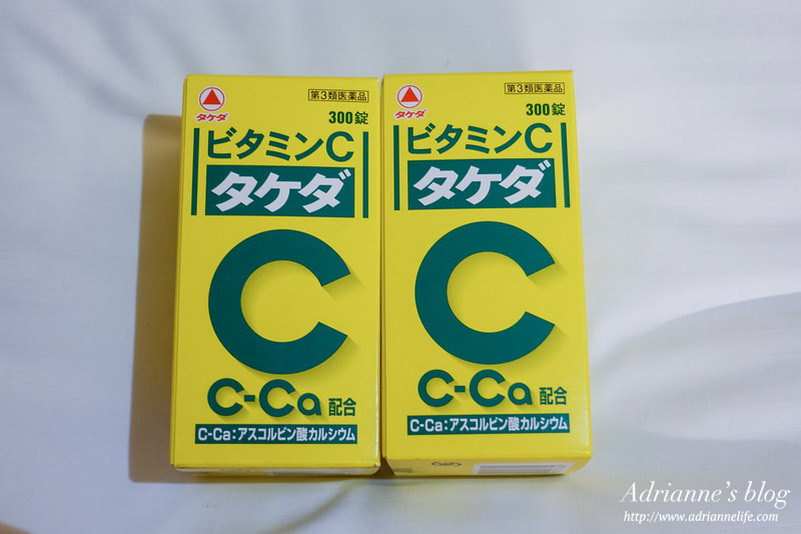 第3類医薬品
タケダ
300錠
ビタミンC
タケダ
C
C-Ca配合
C-Ca:アスコルビン酸カルシウム
第3類医薬品
タケダ
300錠
ビタミンC
タケダ
C
C-Ca配合
C-Ca:アスコルビン酸カルシウム
Adrianne's blog
http://www.adriannelife.com